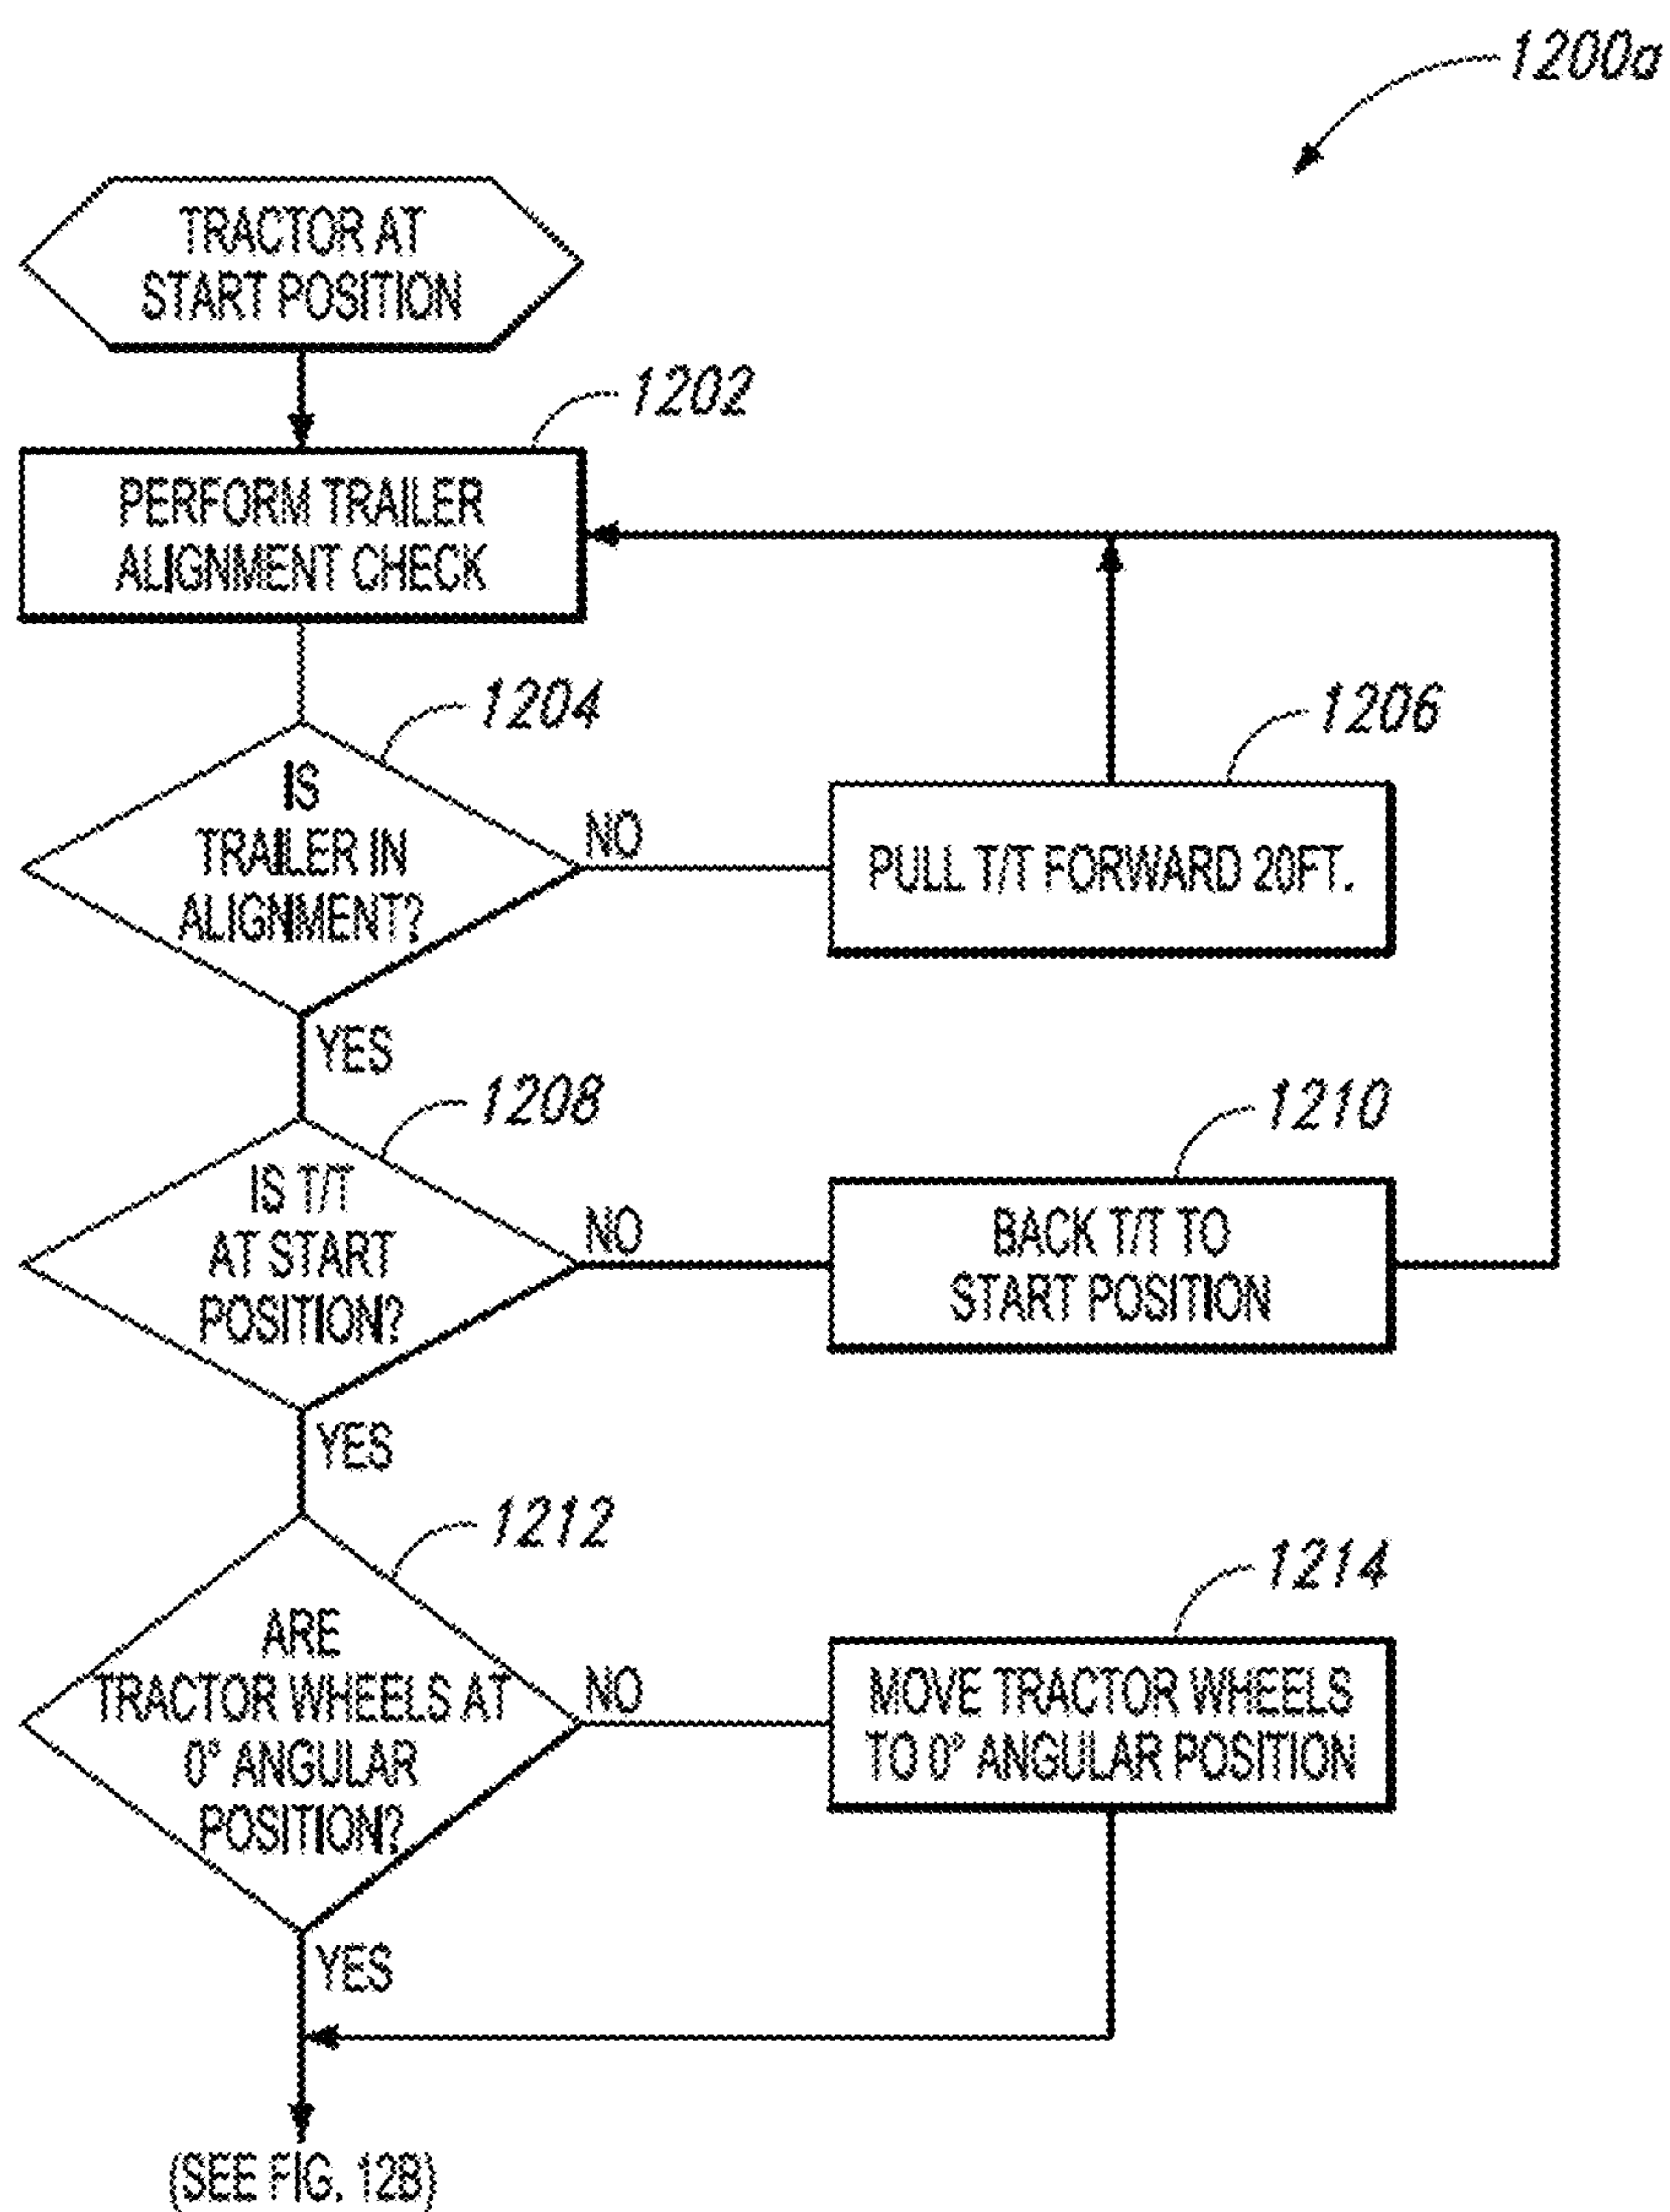 1200a
TRACTOR AT
START POSITION
1202
PERFORM TRAILER
ALIGNMENT CHECK
1204
IS
TRAILER IN
ALIGNMENT?
NO
1206
PULL T/T FORWARD 20FT.
YES
1208
IS T/T
AT START
POSITION?
NO
1210
BACK T/T TO
START POSITION
YES
1212
ARE
TRACTOR WHEELS AT
0° ANGULAR
POSITION?
NO
1214
MOVE TRACTOR WHEELS
TO 0° ANGULAR POSITION
YES
(SEE FIG. 12B)